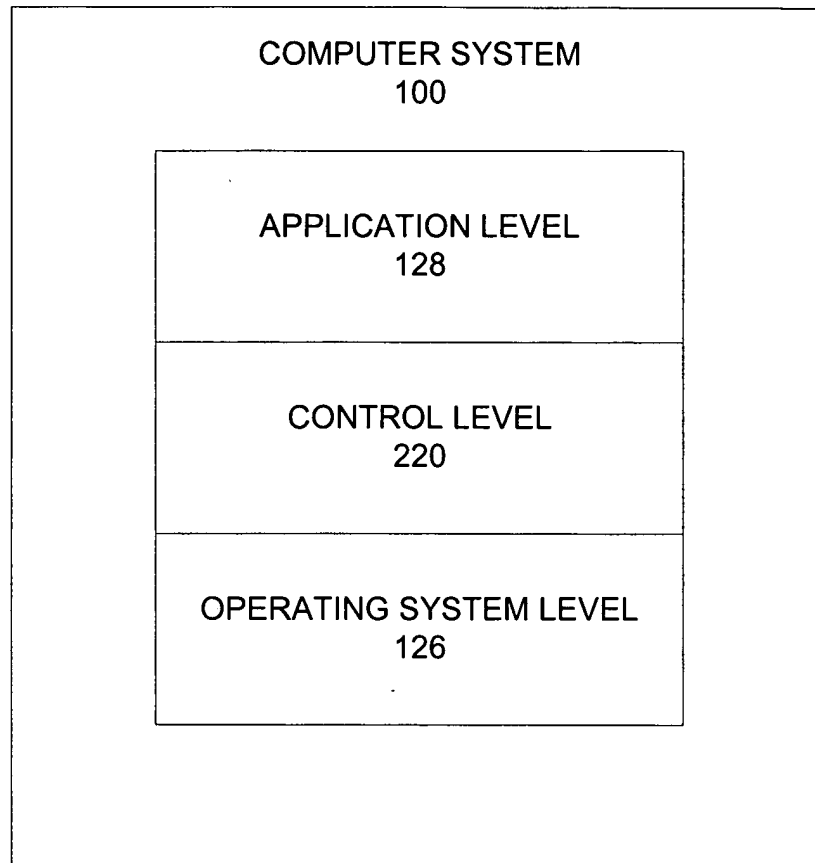 COMPUTER SYSTEM
100
APPLICATION LEVEL
128
CONTROL LEVEL
220
OPERATING SYSTEM LEVEL
126